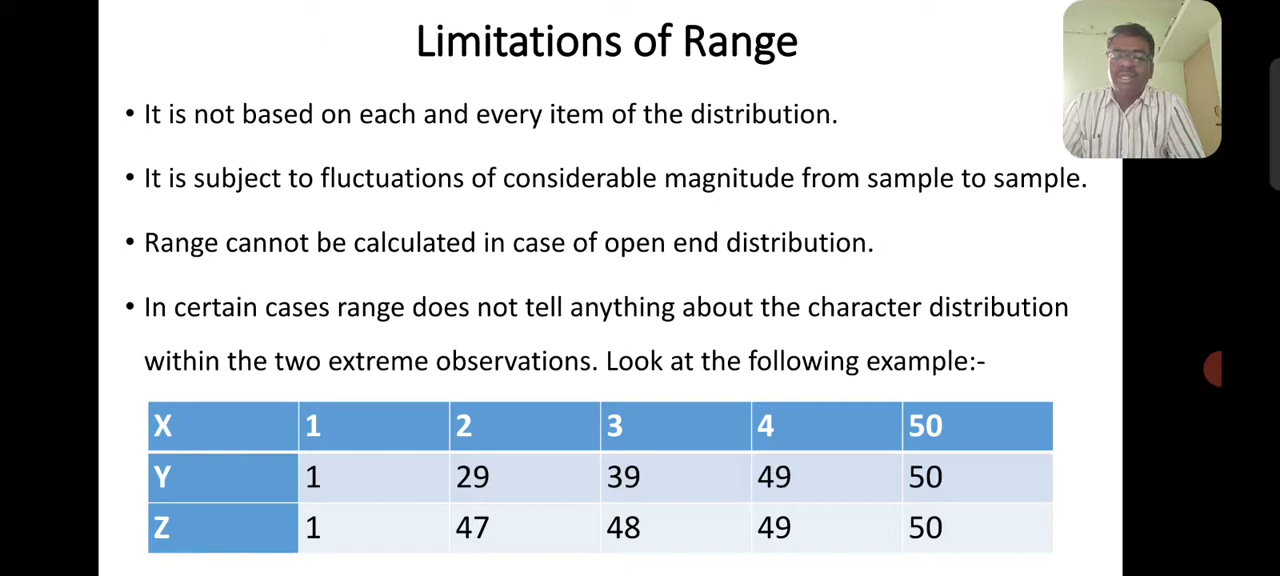 Limitations of Range
• It is not based on each and every item of the distribution.
• It is subject to fluctuations of considerable magnitude from sample to sample.
• Range cannot be calculated in case of open end distribution.
• In certain cases range does not tell anything about the character distribution
within the two extreme observations. Look at the following example:-
X 1 2 3 4 50
Y 1 29 39 49 50
Z 1 47 48 49 50